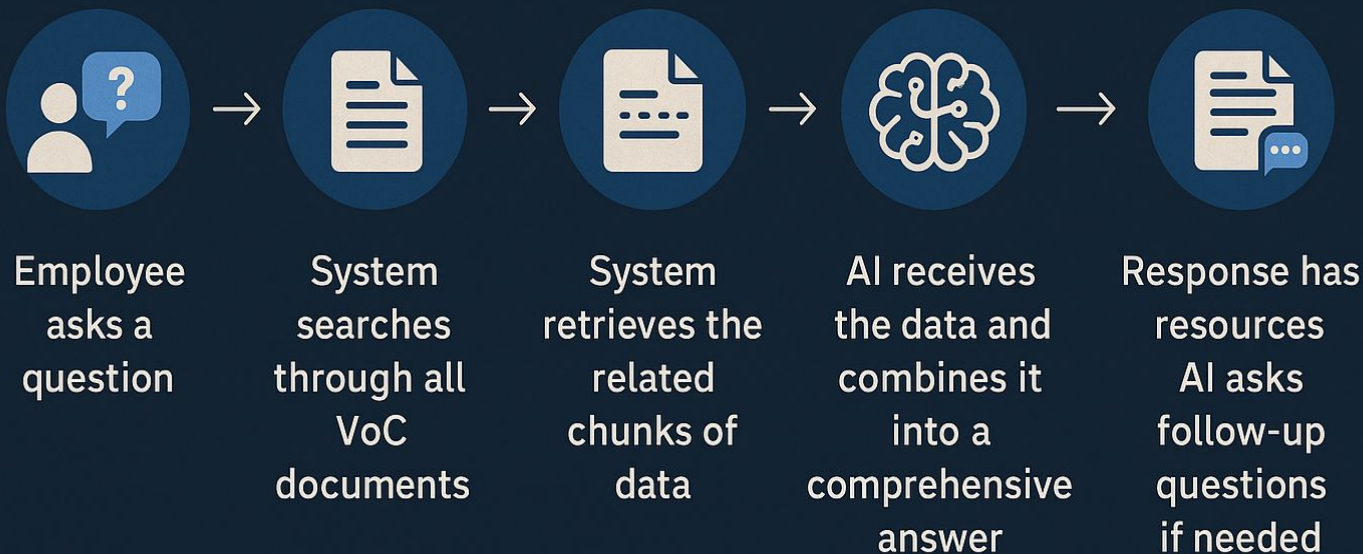 ?
Employee
asks a
question
System
searches
through all
VoC
documents
System
retrieves the
related
chunks of
data
AI receives
the data and
combines it
into a
comprehensive
answer
Response has
resources
AI asks
follow-up
questions
if needed